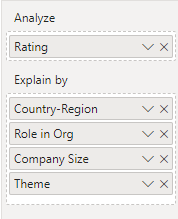 Analyze
Rating
Explain by
Country-Region
Role in Org
Company Size
Theme